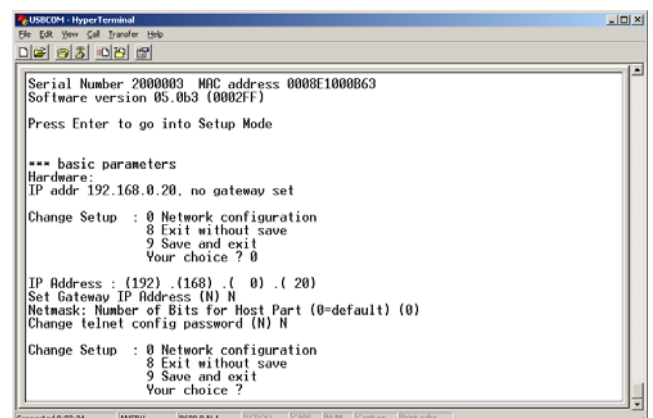 USBCOM - HyperTerminal
File Edit View Call Transfer Help
Serial Number 2000003 MAC address 0008E1000B63
Software version 05.0b3 (0002FF)
Press Enter to go into Setup Mode
*** basic parameters
Hardware:
IP addr 192.168.0.20, no gateway set
Change Setup : 0 Network configuration
8 Exit without save
9 Save and exit
Your choice ? 0
IP Address : (192) .(168) .( 0) .( 20)
Set Gateway IP Address (N) N
Netmask: Number of Bits for Host Part (0=default) (0)
Change telnet config password (N) N
Change Setup : 0 Network configuration
8 Exit without save
9 Save and exit
Your choice ?